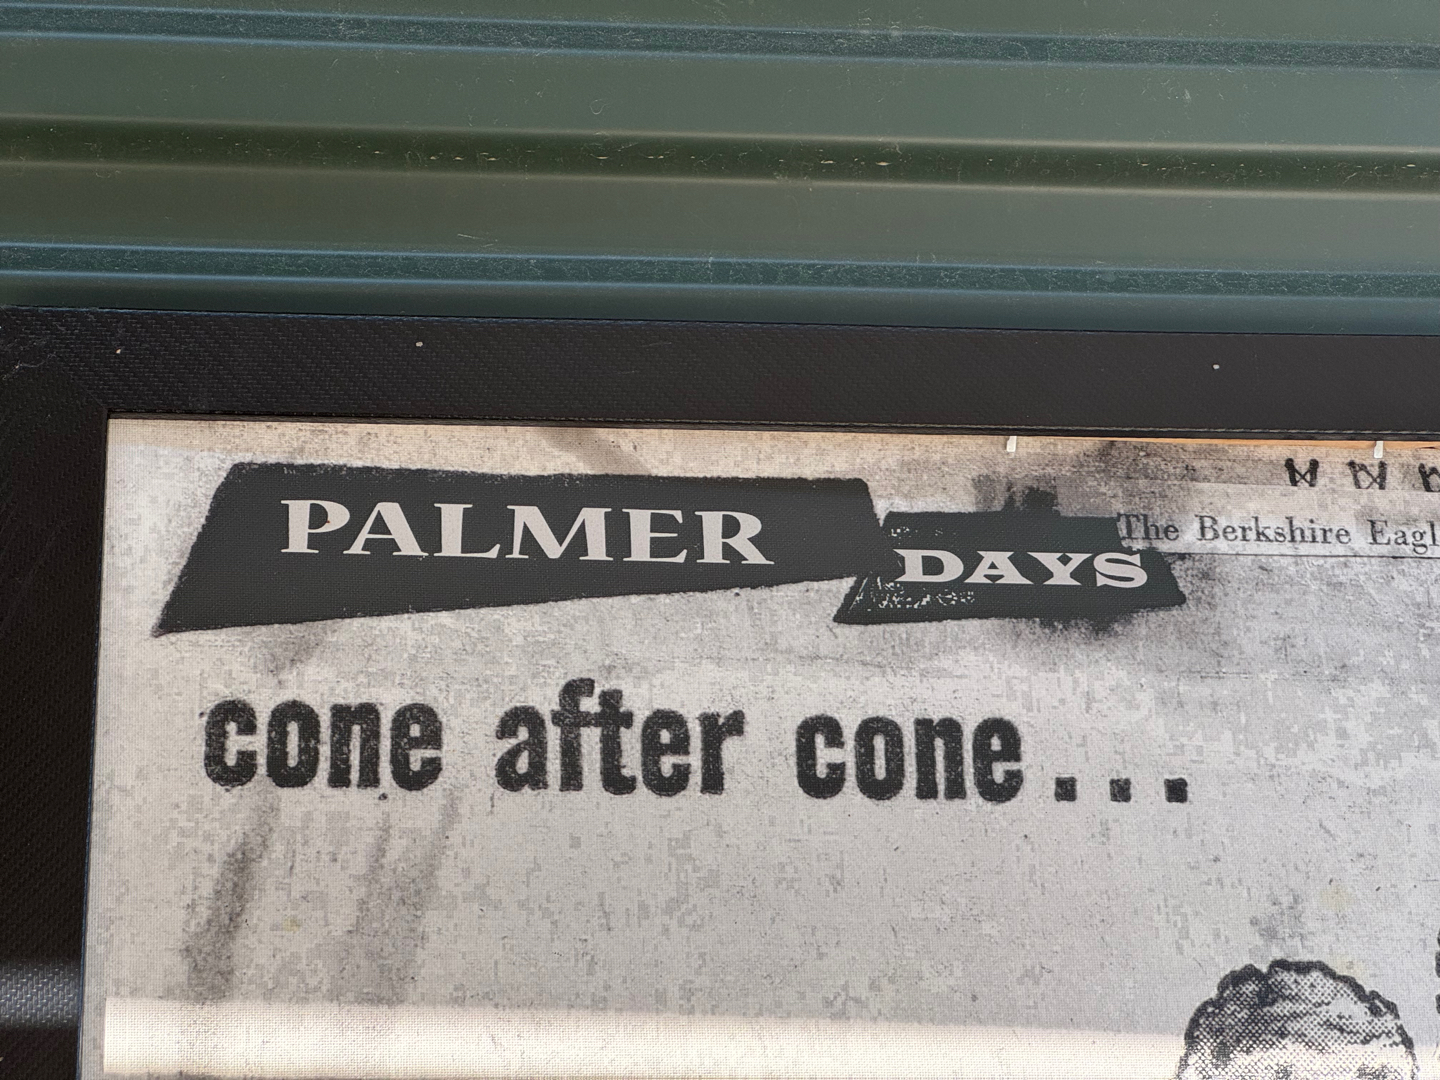 PALMER
DAYS
The Berkshire Eagl
cone after cone...